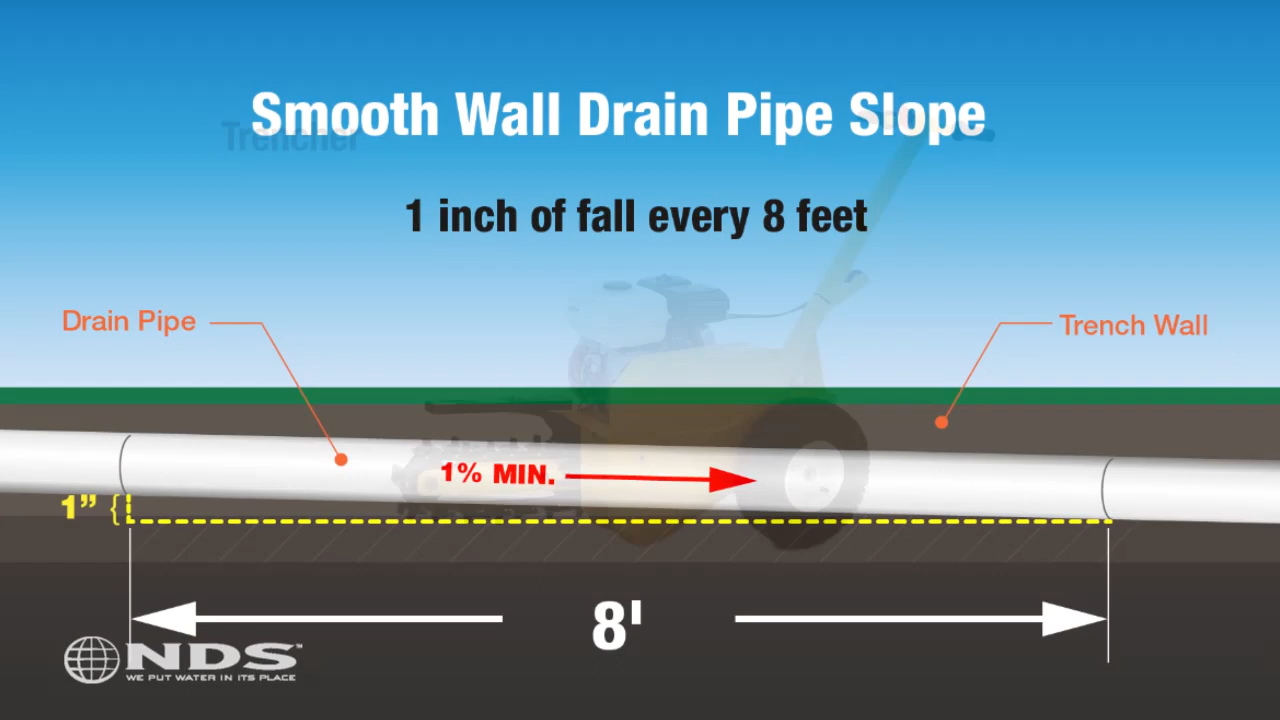 Smooth Wall Drain Pipe Slope
Trencher
1 inch of fall every 8 feet
Drain Pipe
Trench Wall
1% MIN.
1” {
8'
NDS™
WE PUT WATER IN ITS PLACE